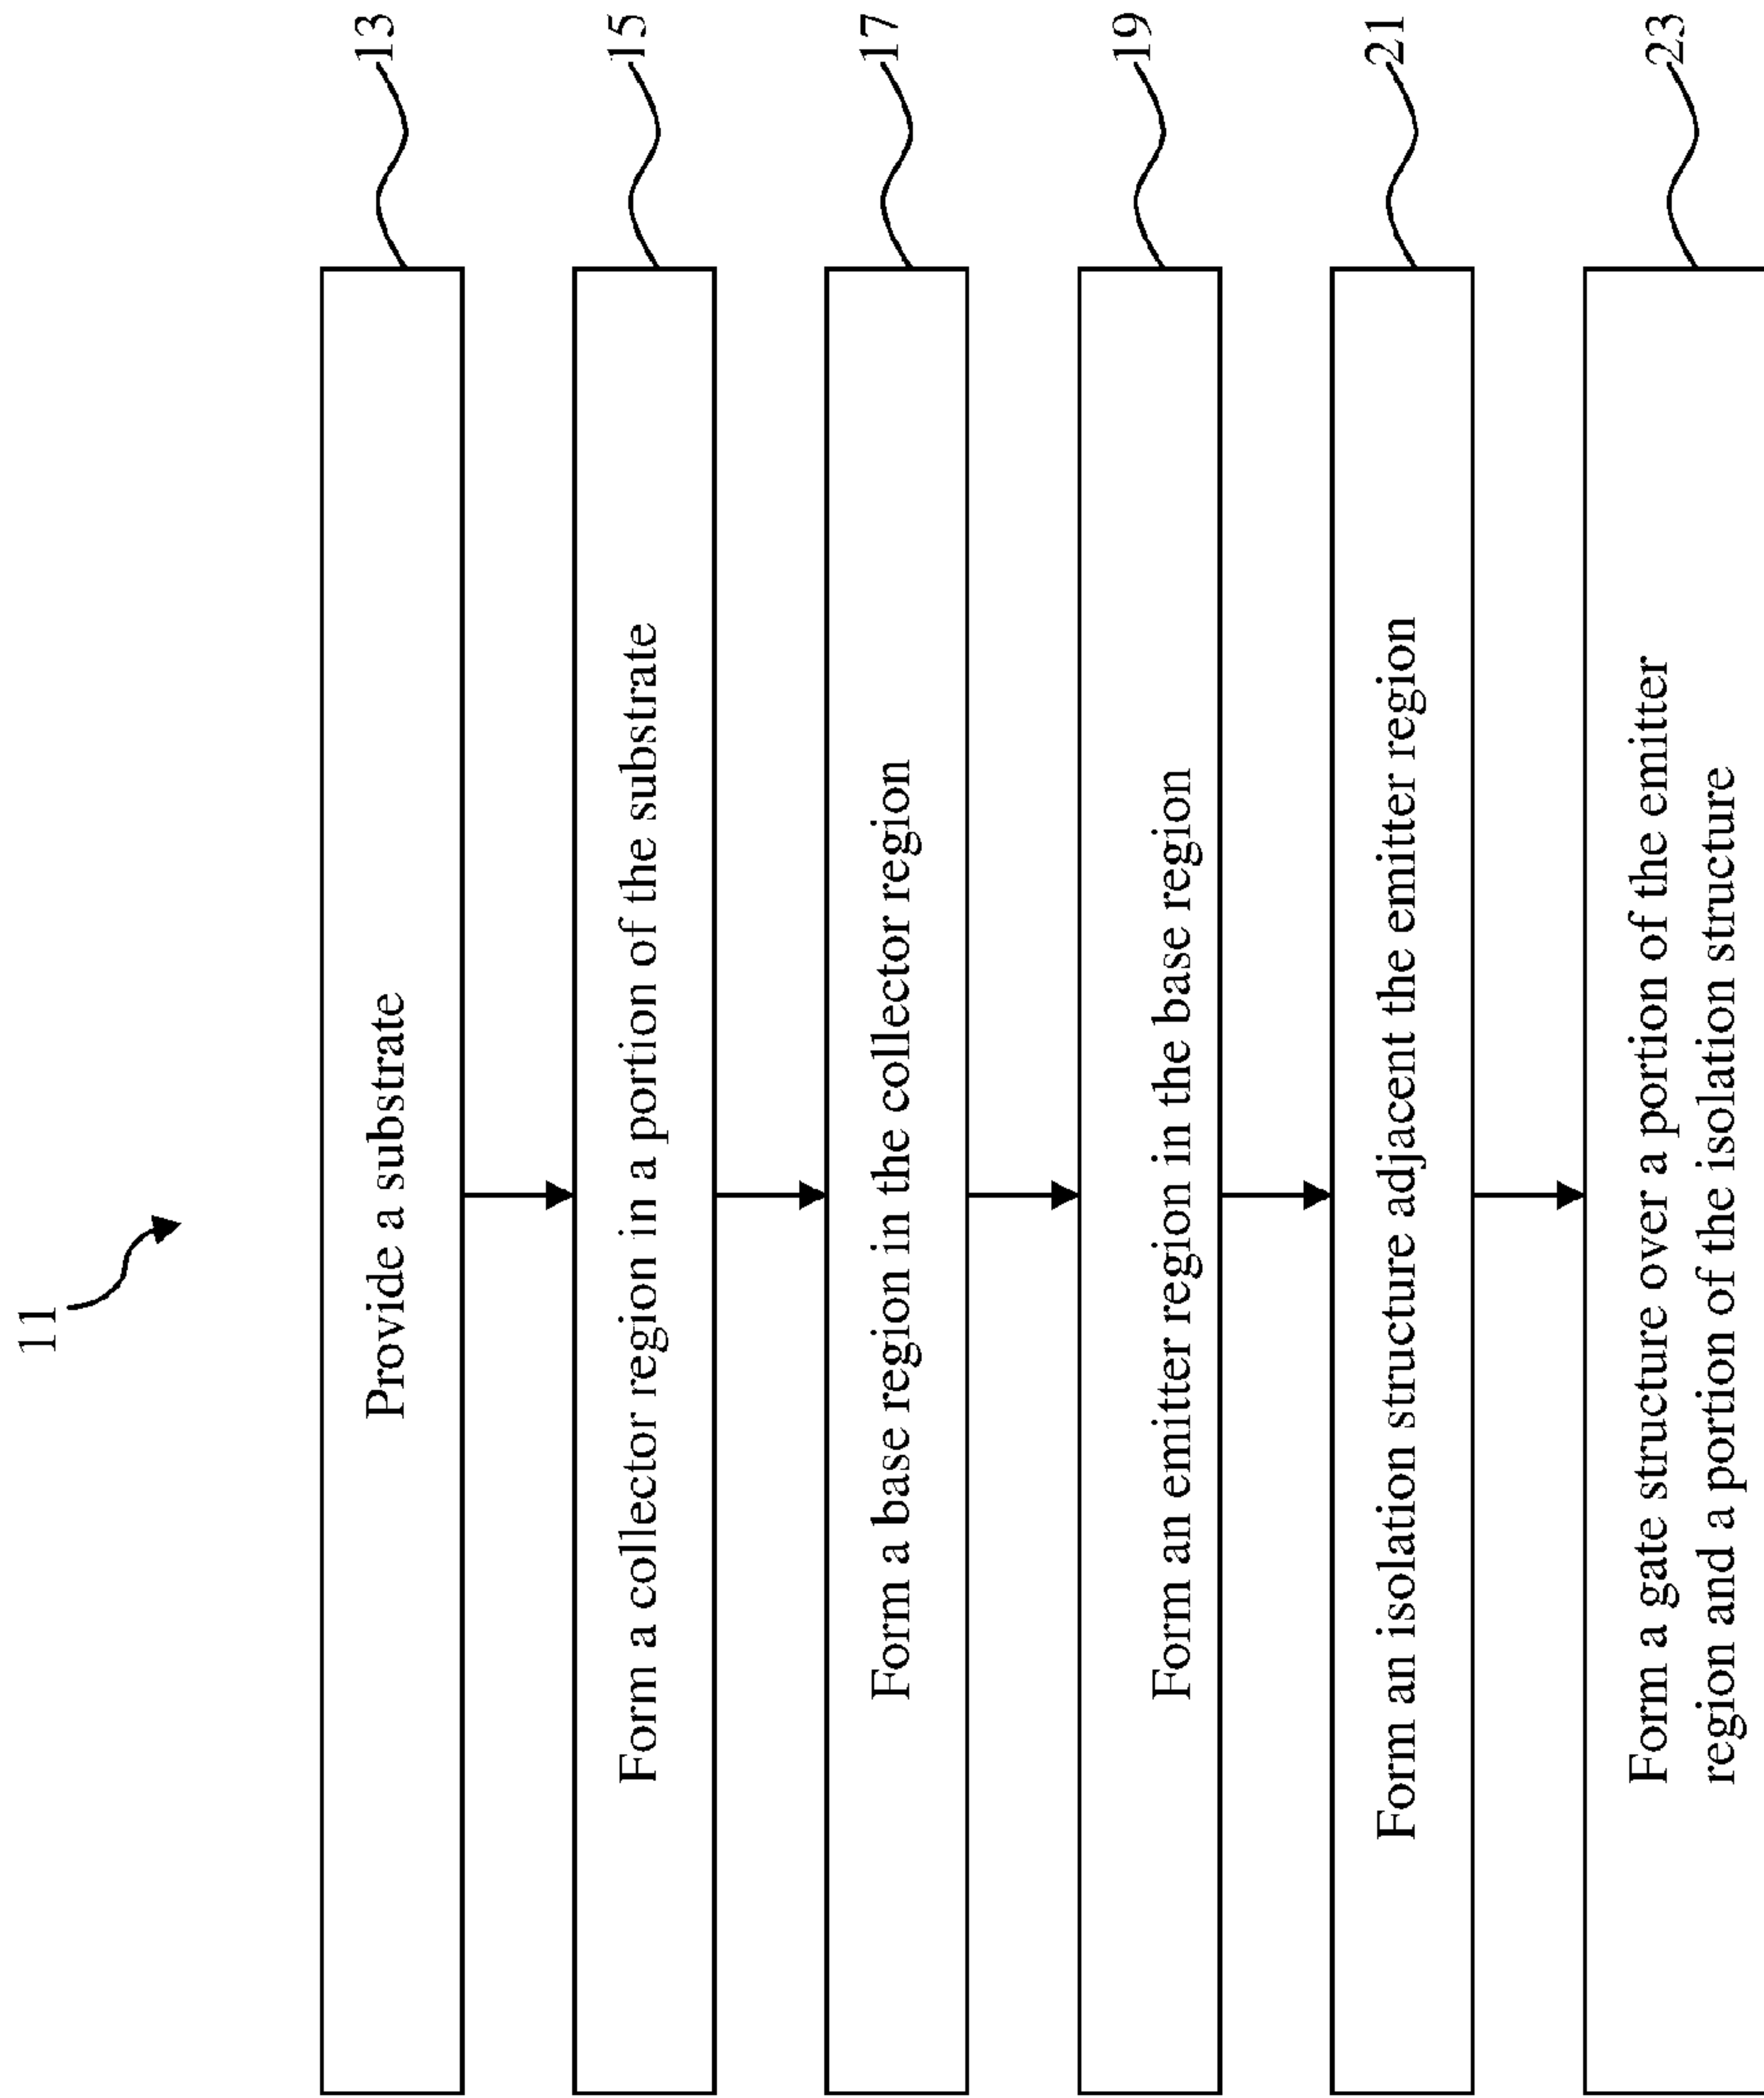 11
Provide a substrate
13
Form a collector region in a portion of the substrate
15
Form a base region in the collector region
17
Form an emitter region in the base region
19
Form an isolation structure adjacent the emitter region
21
Form a gate structure over a portion of the emitter
region and a portion of the isolation structure
23